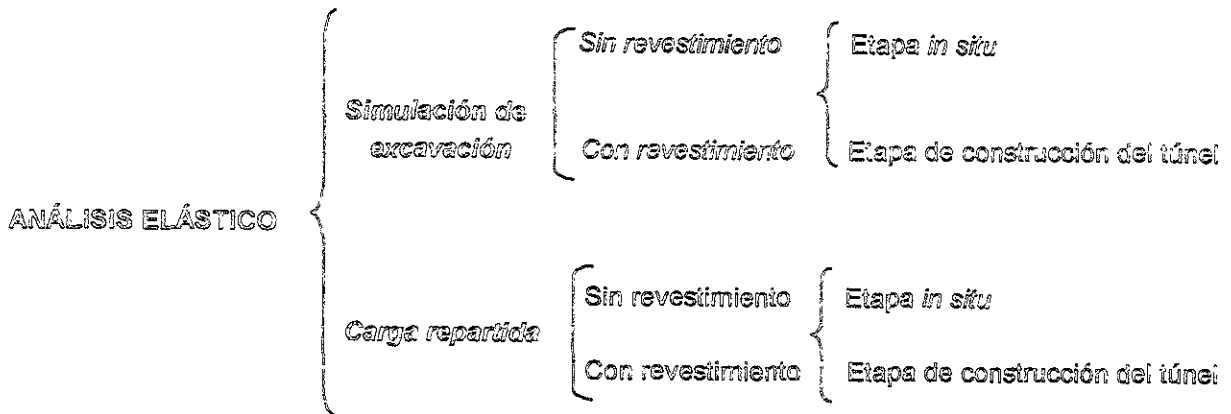 ANÁLISIS ELÁSTICO
Simulación de
excavación
Sin revestimiento
Con revestimiento
Etapa in situ
Etapa de construcción del túnel
Carga repartida
Sin revestimiento
Con revestimiento
Etapa in situ
Etapa de construcción del túnel